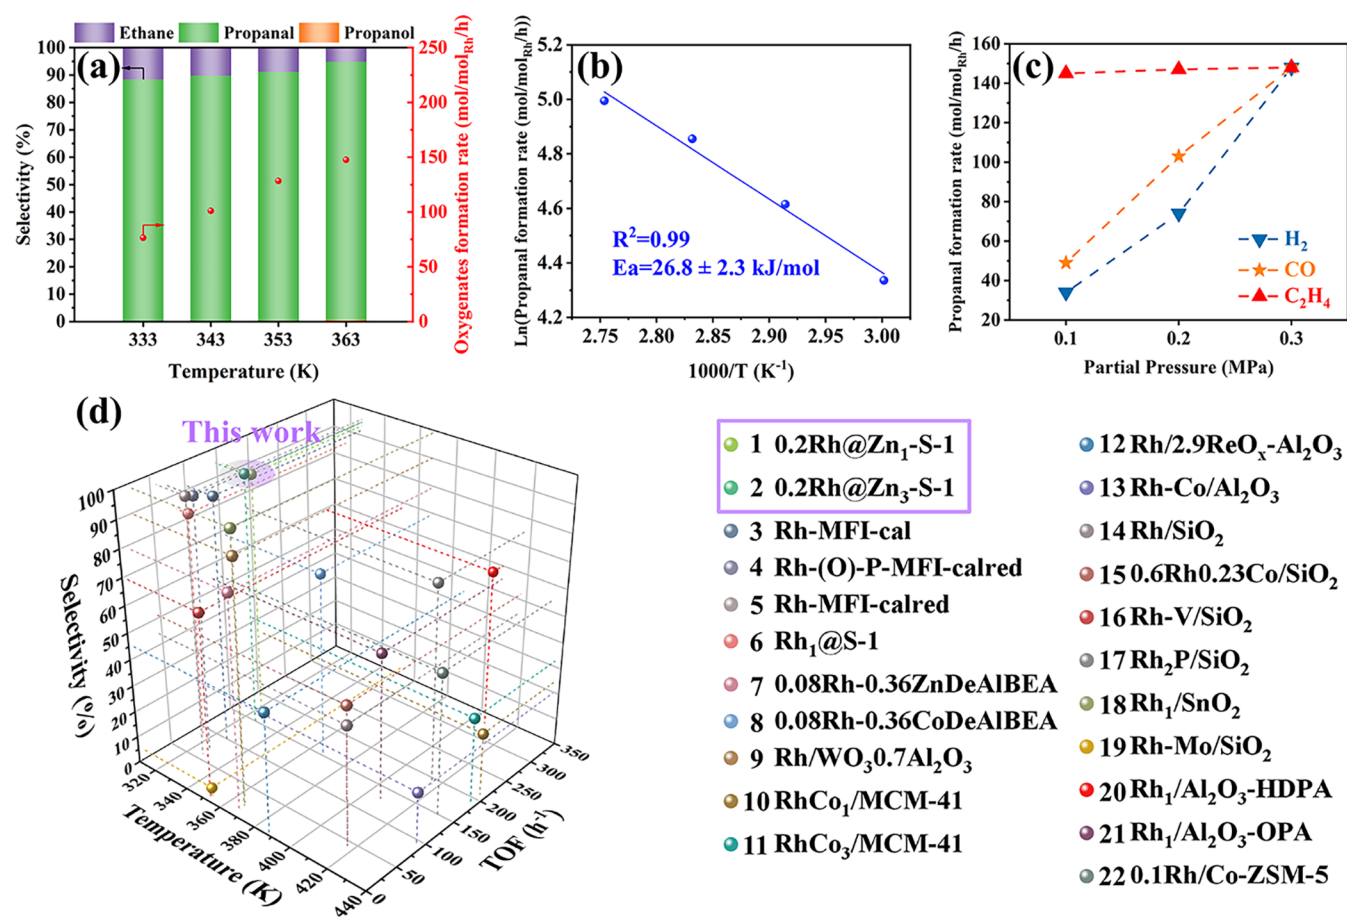 Ethane Propanal Propanol
(a)
100
90
80
70
60
50
40
30
20
10
0
Selectivity (%)
250
200
150
100
50
0
Oxygenates formation rate (mol/mol_Rh/h)
333 343 353 363
Temperature (K)
(b)
5.2
5.0
4.8
4.6
4.4
4.2
Ln(Propanal formation rate (mol/mol_Rh/h))
R²=0.99
Ea=26.8 ± 2.3 kJ/mol
2.75 2.80 2.85 2.90 2.95 3.00
1000/T (K⁻¹)
(c)
160
140
120
100
80
60
40
20
Propanal formation rate (mol/mol_Rh/h)
H₂
CO
C₂H₄
0.1 0.2 0.3
Partial Pressure (MPa)
(d)
This work
100
90
80
70
60
50
40
30
20
10
0
Selectivity (%)
320
340
360
380
400
420
440
Temperature (K)
0
50
100
150
200
250
300
350
TOF (h⁻¹)
1 0.2Rh@Zn₁-S-1
2 0.2Rh@Zn₃-S-1
3 Rh-MFI-cal
4 Rh-(O)-P-MFI-calred
5 Rh-MFI-calred
6 Rh₁@S-1
7 0.08Rh-0.36ZnDeAlBEA
8 0.08Rh-0.36CoDeAlBEA
9 Rh/WO₃0.7Al₂O₃
10 RhCo₁/MCM-41
11 RhCo₃/MCM-41
12 Rh/2.9ReOₓ-Al₂O₃
13 Rh-Co/Al₂O₃
14 Rh/SiO₂
15 0.6Rh0.23Co/SiO₂
16 Rh-V/SiO₂
17 Rh₂P/SiO₂
18 Rh₁/SnO₂
19 Rh-Mo/SiO₂
20 Rh₁/Al₂O₃-HDPA
21 Rh₁/Al₂O₃-OPA
22 0.1Rh/Co-ZSM-5